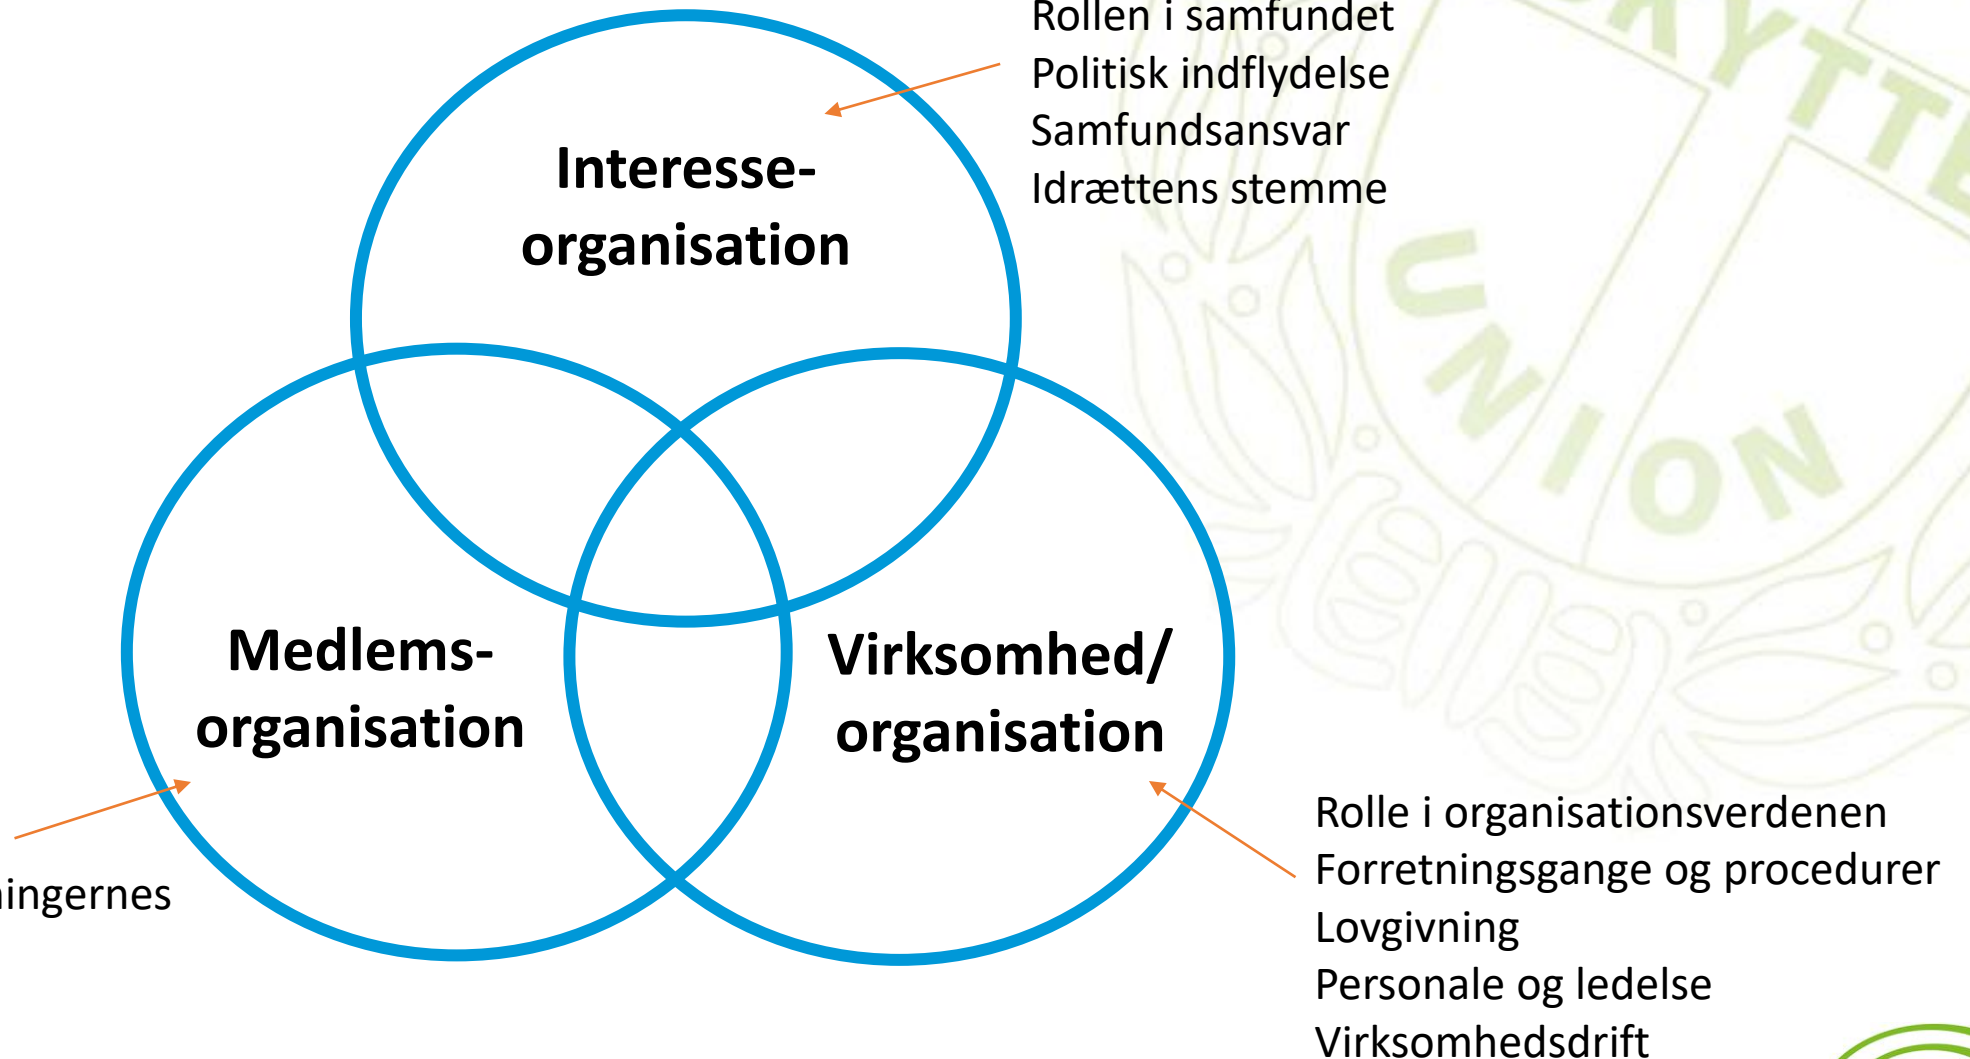 Rollen i samfundet
Politisk indflydelse
Samfundsansvar
Idrættens stemme
Interesse-
organisation
Medlems-
organisation
Virksomhed/
organisation
Rolle i organisationsverdenen
Forretningsgange og procedurer
Lovgivning
Personale og ledelse
Virksomhedsdrift
UNION